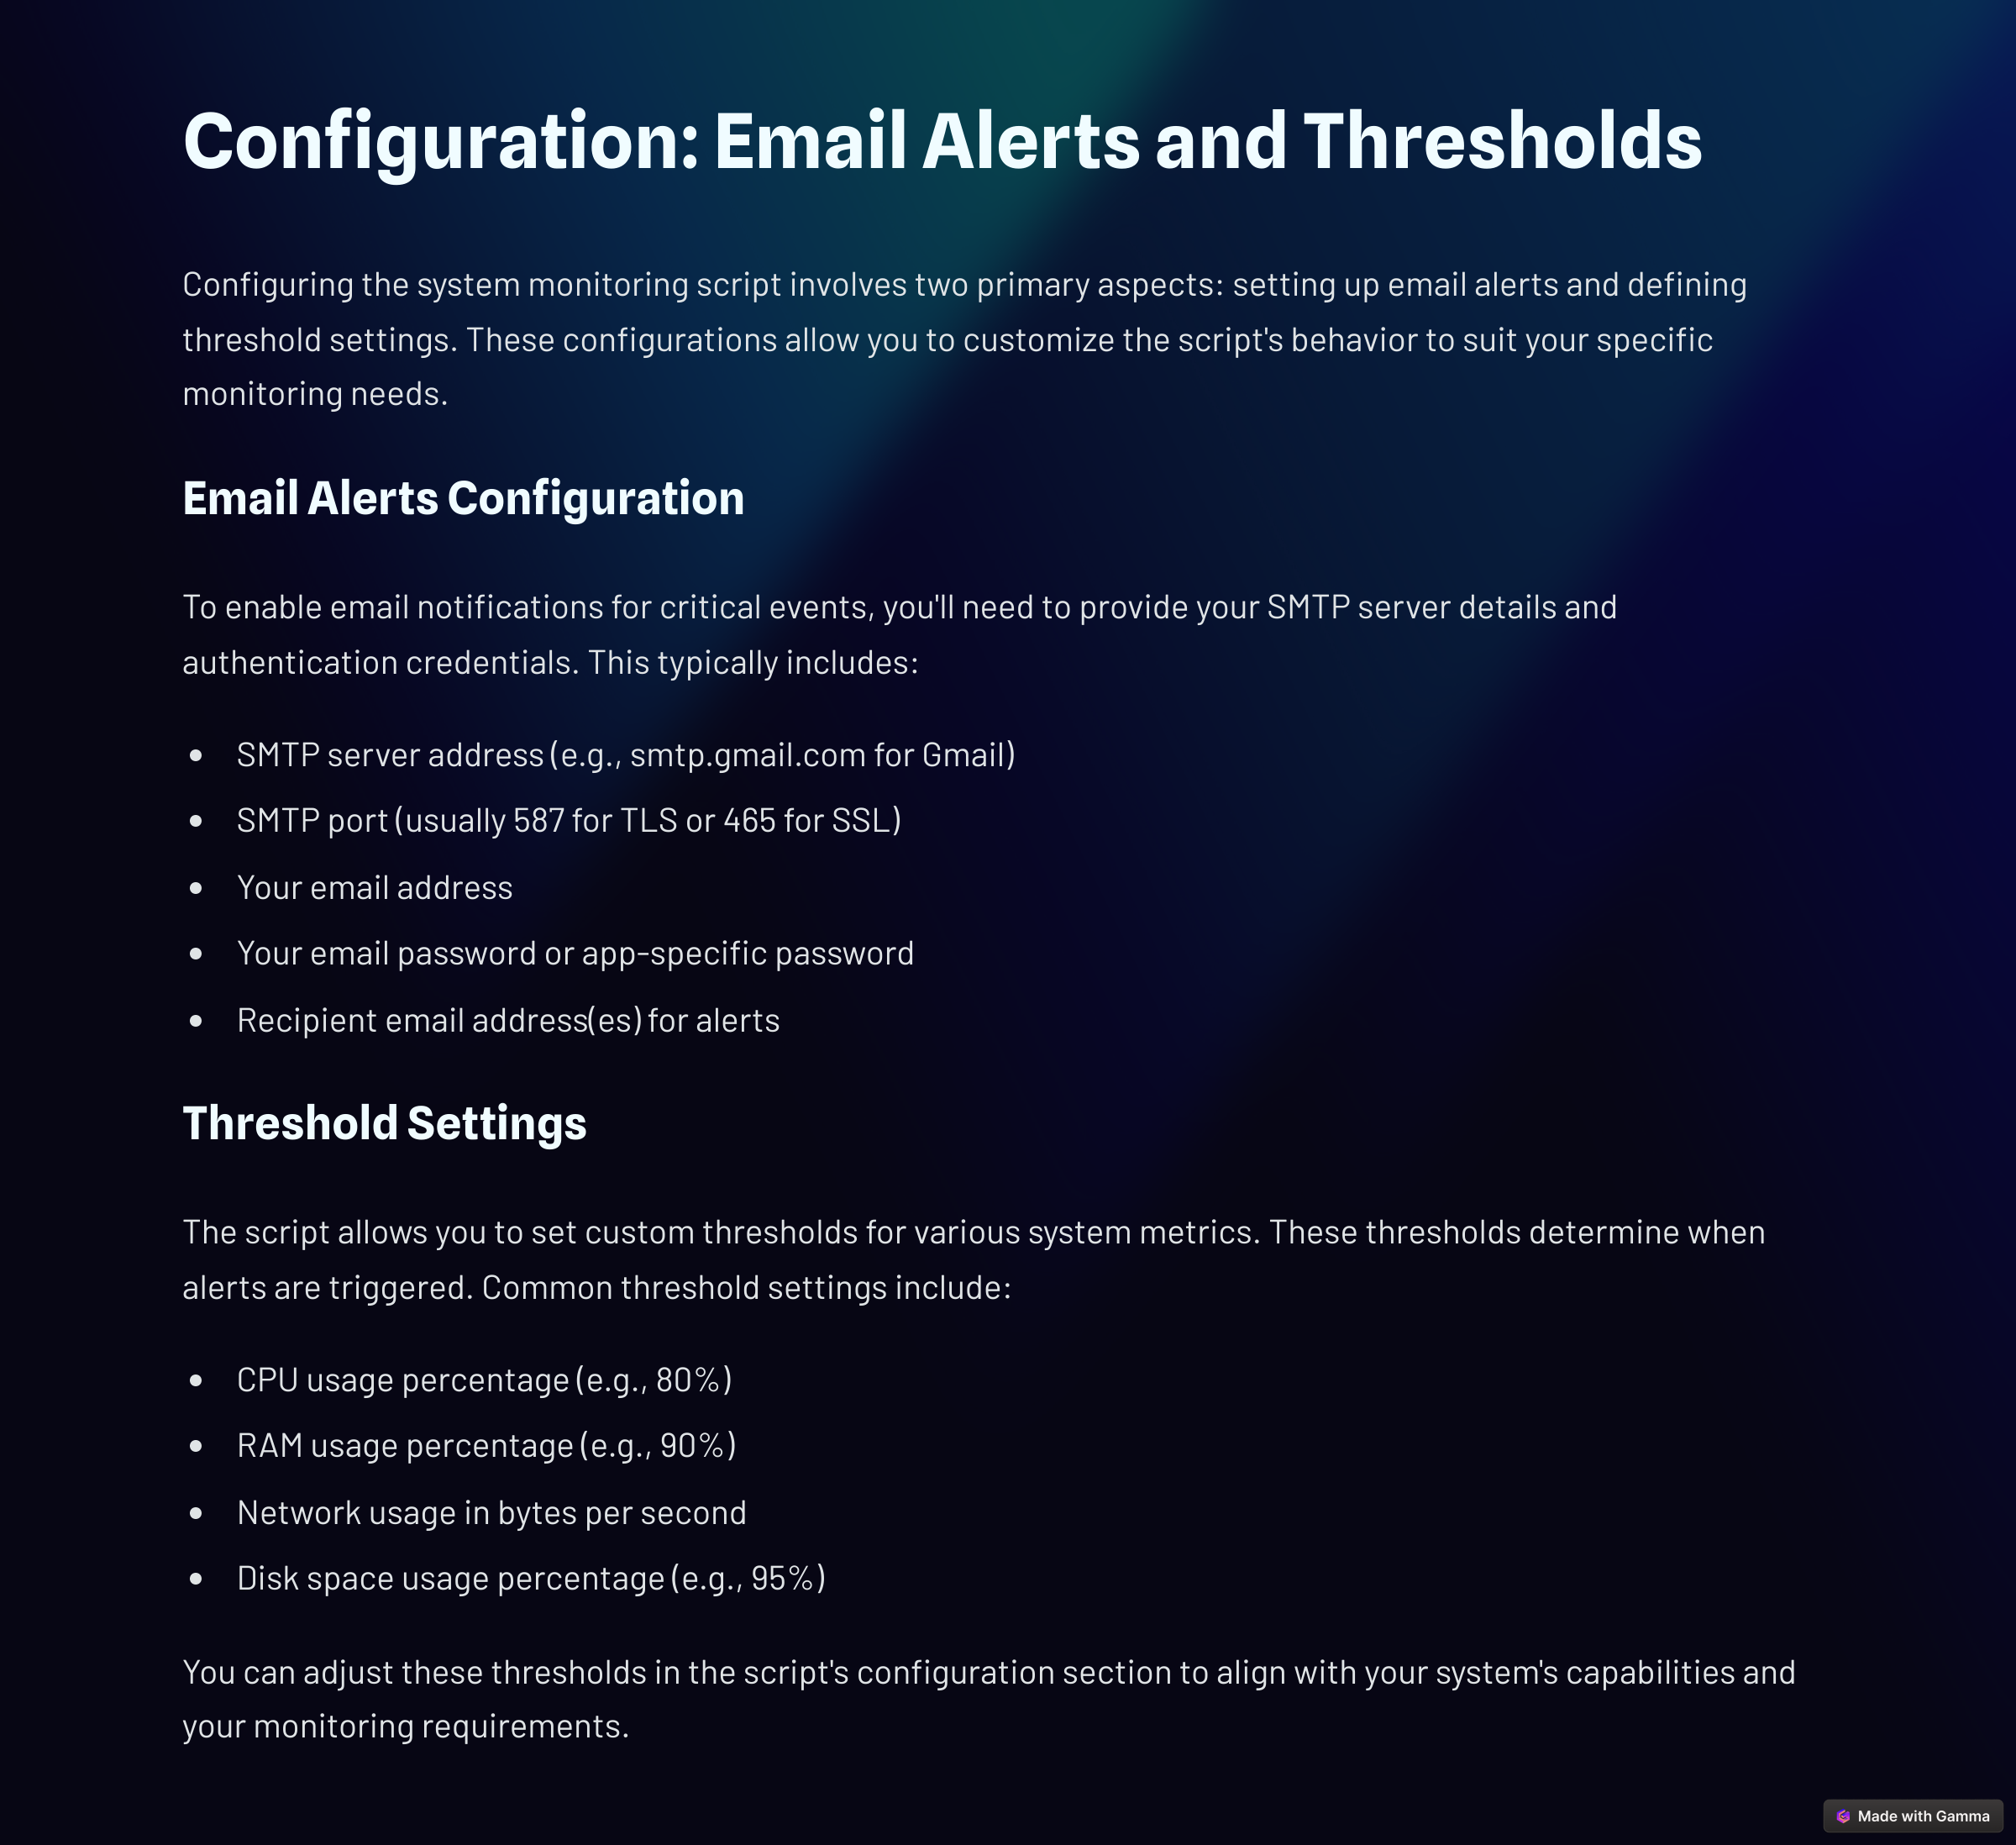 Configuration: Email Alerts and Thresholds
Configuring the system monitoring script involves two primary aspects: setting up email alerts and defining
threshold settings. These configurations allow you to customize the script's behavior to suit your specific
monitoring needs.
Email Alerts Configuration
To enable email notifications for critical events, you'll need to provide your SMTP server details and
authentication credentials. This typically includes:
• SMTP server address (e.g., smtp.gmail.com for Gmail)
• SMTP port (usually 587 for TLS or 465 for SSL)
• Your email address
• Your email password or app-specific password
• Recipient email address(es) for alerts
Threshold Settings
The script allows you to set custom thresholds for various system metrics. These thresholds determine when
alerts are triggered. Common threshold settings include:
• CPU usage percentage (e.g., 80%)
• RAM usage percentage (e.g., 90%)
• Network usage in bytes per second
• Disk space usage percentage (e.g., 95%)
You can adjust these thresholds in the script's configuration section to align with your system's capabilities and
your monitoring requirements.
Made with Gamma